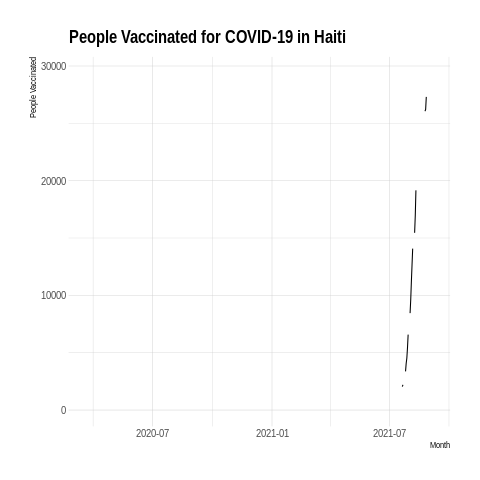 People Vaccinated for COVID-19 in Haiti
People Vaccinated
30000
20000
10000
0
2020-07
2021-01
2021-07
Month